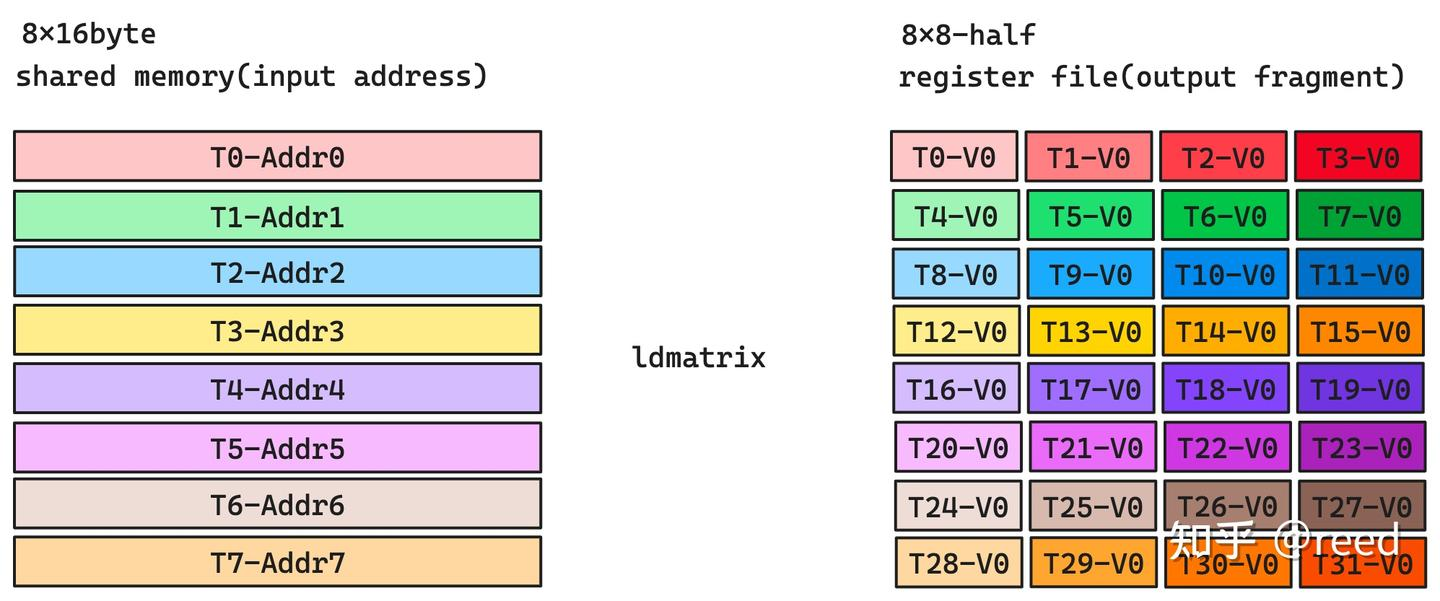 8×16byte
shared memory(input address)
T0-Addr0
T1-Addr1
T2-Addr2
T3-Addr3
T4-Addr4
T5-Addr5
T6-Addr6
T7-Addr7
ldmatrix
8×8-half
register file(output fragment)
T0-V0 T1-V0 T2-V0 T3-V0
T4-V0 T5-V0 T6-V0 T7-V0
T8-V0 T9-V0 T10-V0 T11-V0
T12-V0 T13-V0 T14-V0 T15-V0
T16-V0 T17-V0 T18-V0 T19-V0
T20-V0 T21-V0 T22-V0 T23-V0
T24-V0 T25-V0 T26-V0 T27-V0
T28-V0 T29-V0 T30-V0 T31-V0
知乎 @reed